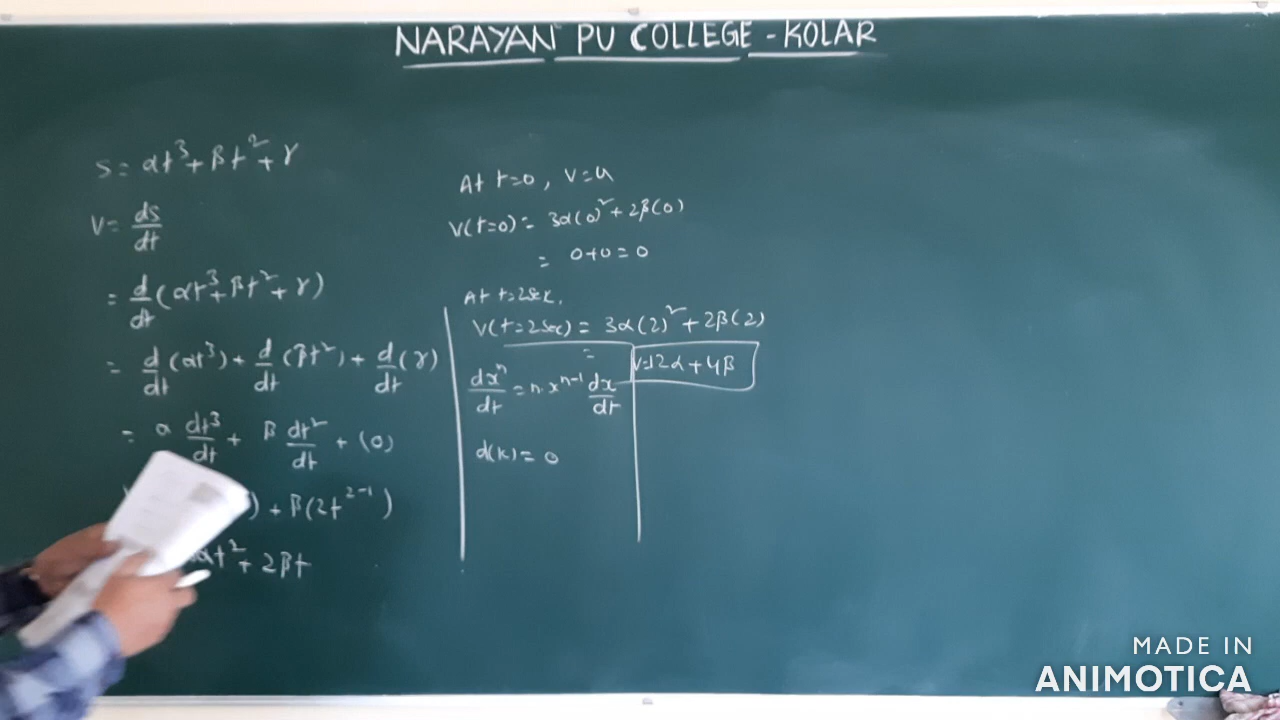 NARAYAN PU COLLEGE - KOLAR
S = αt³ + βt² + γ
V = ds/dt
= d/dt (αt³ + βt² + γ)
= d/dt (αt³) + d/dt (βt²) + d/dt (γ)
= α dt³/dt + β dt²/dt + (0)
) + β(2t²⁻¹)
αt² + 2βt
At t=0, V=u
V(t=0) = 3α(0)² + 2β(0)
= 0+0=0
At t=2sec.
V(t=2sec) = 3α(2)² + 2β(2)
=
V=12α + 4β
dxⁿ/dt = n.xⁿ⁻¹ dx/dt
d(k) = 0
MADE IN
ANIMOTICA